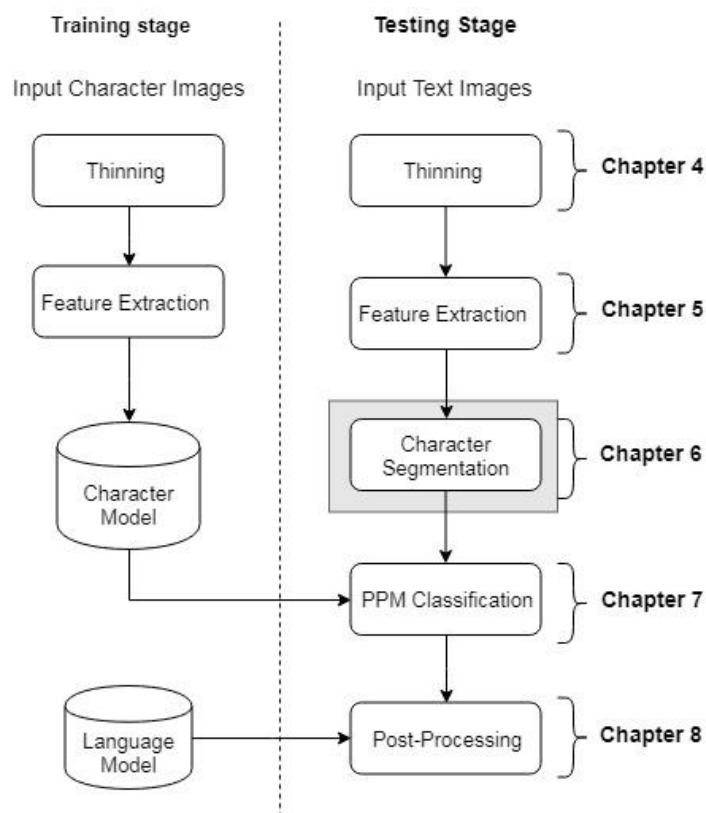 Training stage
Testing Stage
Input Character Images
Input Text Images
Thinning
Thinning
Chapter 4
Feature Extraction
Feature Extraction
Chapter 5
Character
Segmentation
Chapter 6
Character
Model
PPM Classification
Chapter 7
Language
Model
Post-Processing
Chapter 8